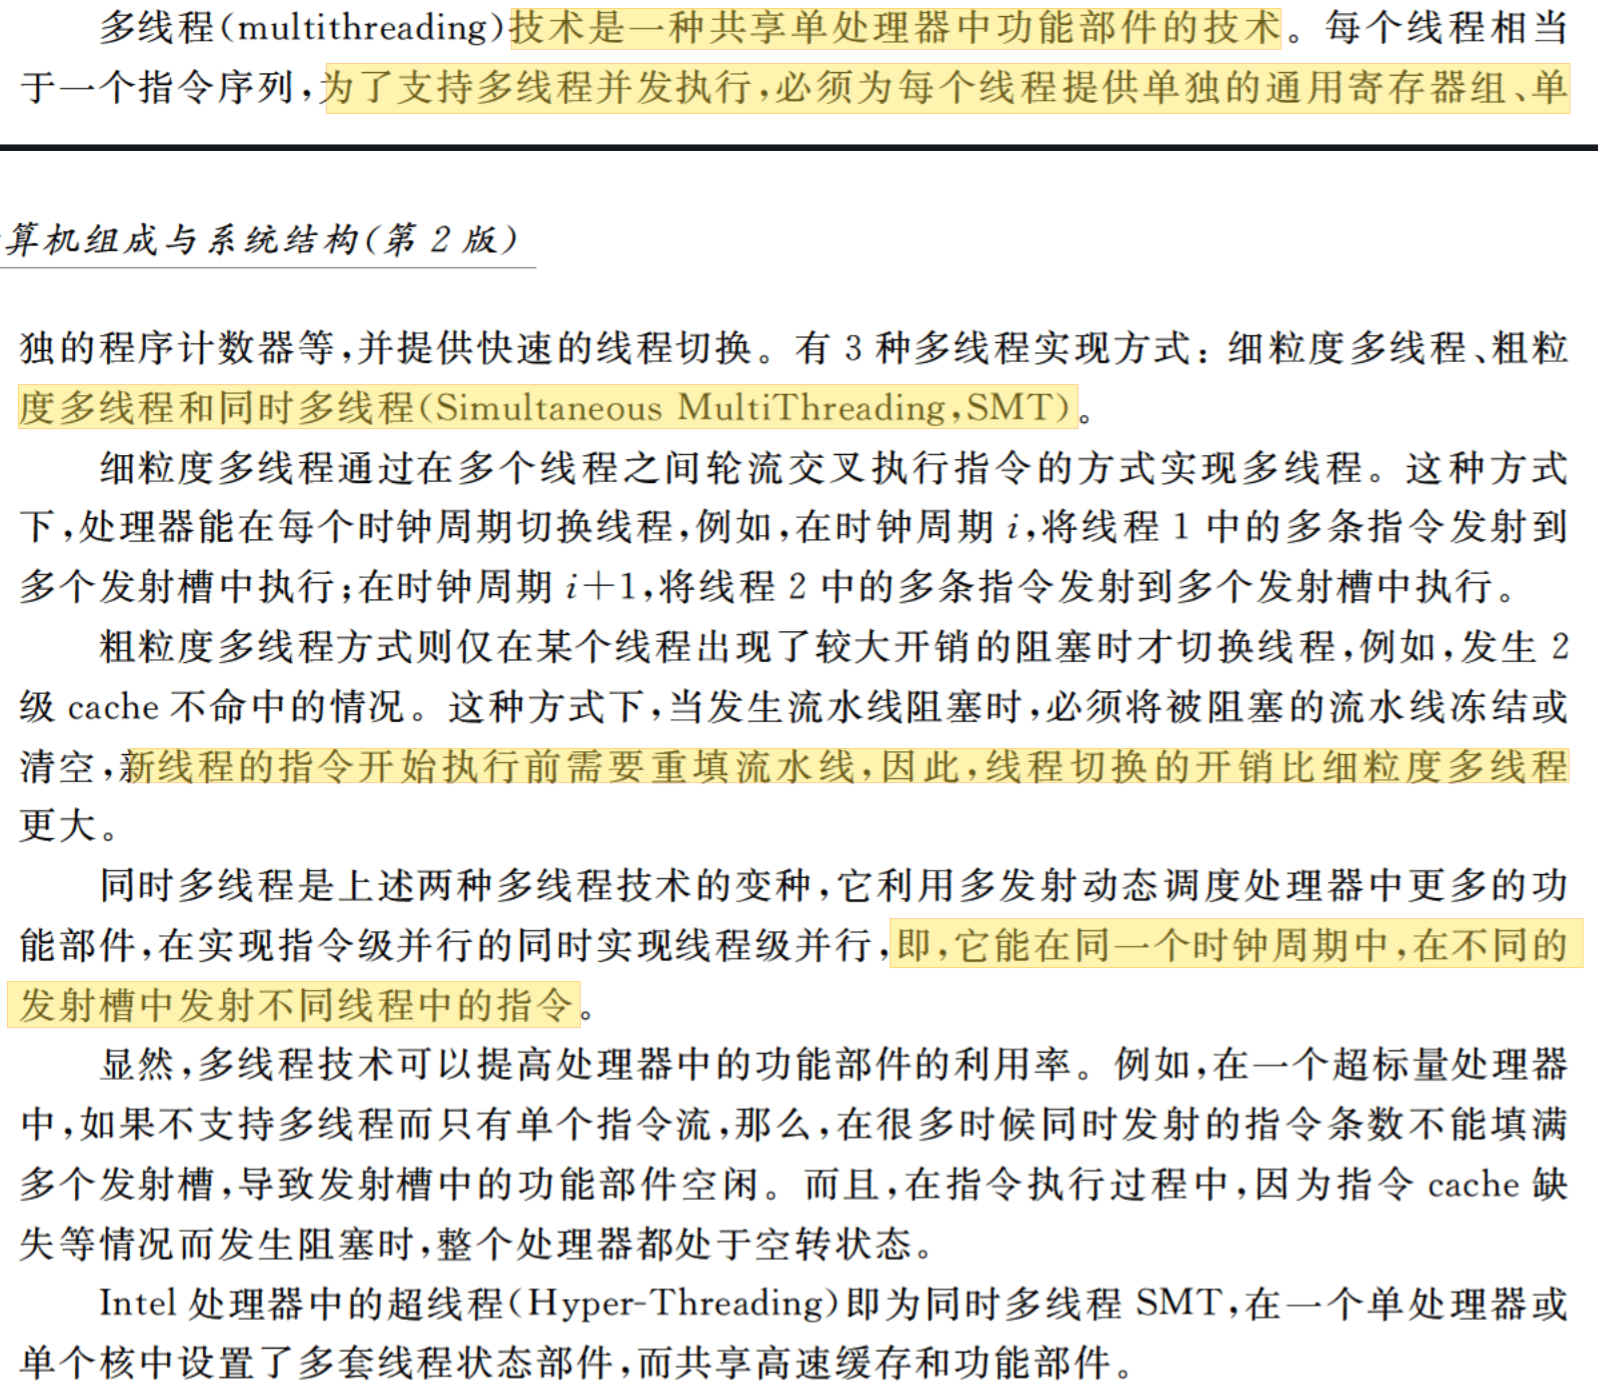 多线程(multithreading)技术是一种共享单处理器中功能部件的技术。每个线程相当
于一个指令序列,为了支持多线程并发执行,必须为每个线程提供单独的通用寄存器组、单
算机组成与系统结构(第 2 版)
独的程序计数器等,并提供快速的线程切换。有 3 种多线程实现方式: 细粒度多线程、粗粒
度多线程和同时多线程(Simultaneous MultiThreading,SMT)。
细粒度多线程通过在多个线程之间轮流交叉执行指令的方式实现多线程。这种方式
下,处理器能在每个时钟周期切换线程,例如,在时钟周期 i,将线程 1 中的多条指令发射到
多个发射槽中执行;在时钟周期 i+1,将线程 2 中的多条指令发射到多个发射槽中执行。
粗粒度多线程方式则仅在某个线程出现了较大开销的阻塞时才切换线程,例如,发生 2
级 cache 不命中的情况。这种方式下,当发生流水线阻塞时,必须将被阻塞的流水线冻结或
清空,新线程的指令开始执行前需要重填流水线,因此,线程切换的开销比细粒度多线程
更大。
同时多线程是上述两种多线程技术的变种,它利用多发射动态调度处理器中更多的功
能部件,在实现指令级并行的同时实现线程级并行,即,它能在同一个时钟周期中,在不同的
发射槽中发射不同线程中的指令。
显然,多线程技术可以提高处理器中的功能部件的利用率。例如,在一个超标量处理器
中,如果不支持多线程而只有单个指令流,那么,在很多时候同时发射的指令条数不能填满
多个发射槽,导致发射槽中的功能部件空闲。而且,在指令执行过程中,因为指令 cache 缺
失等情况而发生阻塞时,整个处理器都处于空转状态。
Intel 处理器中的超线程(Hyper-Threading)即为同时多线程 SMT,在一个单处理器或
单个核中设置了多套线程状态部件,而共享高速缓存和功能部件。